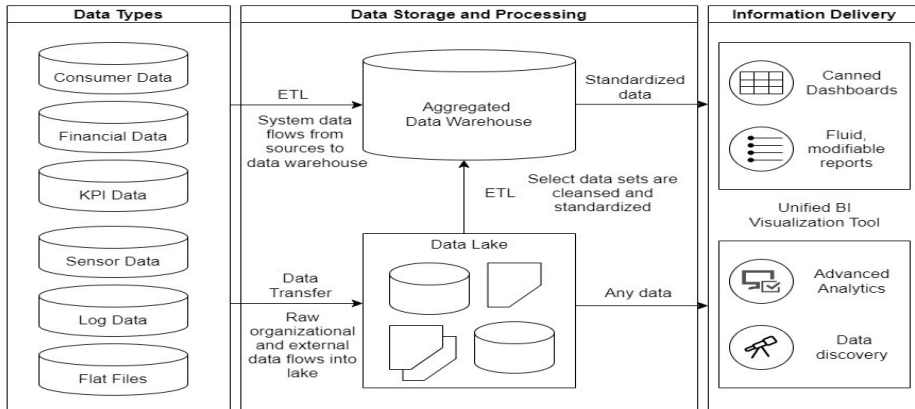 Data Types
Consumer Data
Financial Data
KPI Data
Sensor Data
Log Data
Flat Files
Data Storage and Processing
ETL
System data
flows from
sources to
data warehouse
Aggregated
Data Warehouse
Standardized
data
ETL
Select data sets are
cleansed and
standardized
Data Lake
Data
Transfer
Raw
organizational
and external
data flows into
lake
Any data
Information Delivery
Canned
Dashboards
Fluid,
modifiable
reports
Unified BI
Visualization Tool
Advanced
Analytics
Data
discovery